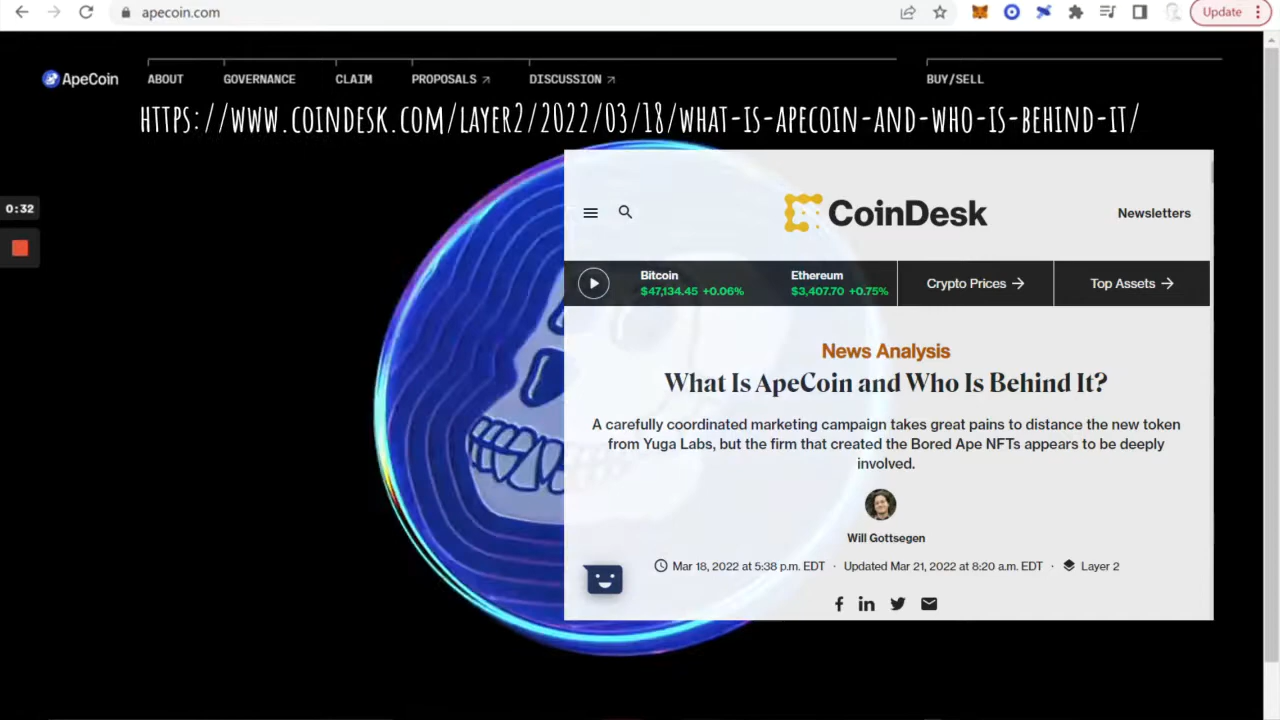 apecoin.com
Update
ApeCoin
ABOUT
GOVERNANCE
CLAIM
PROPOSALS ↗
DISCUSSION ↗
BUY/SELL
HTTPS://WWW.COINDESK.COM/LAYER2/2022/03/18/WHAT-IS-APECOIN-AND-WHO-IS-BEHIND-IT/
0:32
CoinDesk
Newsletters
Bitcoin
$47,134.45 +0.06%
Ethereum
$3,407.70 +0.75%
Crypto Prices →
Top Assets →
News Analysis
What Is ApeCoin and Who Is Behind It?
A carefully coordinated marketing campaign takes great pains to distance the new token
from Yuga Labs, but the firm that created the Bored Ape NFTs appears to be deeply
involved.
Will Gottsegen
Mar 18, 2022 at 5:38 p.m. EDT · Updated Mar 21, 2022 at 8:20 a.m. EDT · Layer 2